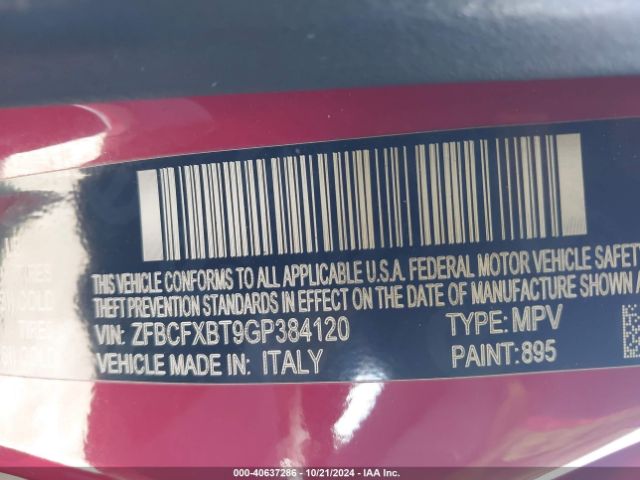 THIS VEHICLE CONFORMS TO ALL APPLICABLE U.S.A. FEDERAL MOTOR VEHICLE SAFETY
THEFT PREVENTION STANDARDS IN EFFECT ON THE DATE OF MANUFACTURE SHOWN
VIN: ZFBCFXBT9GP384120 TYPE: MPV
VEHICLE MADE IN: ITALY PAINT: 895
000-40637286 - 10/21/2024 - IAA Inc.